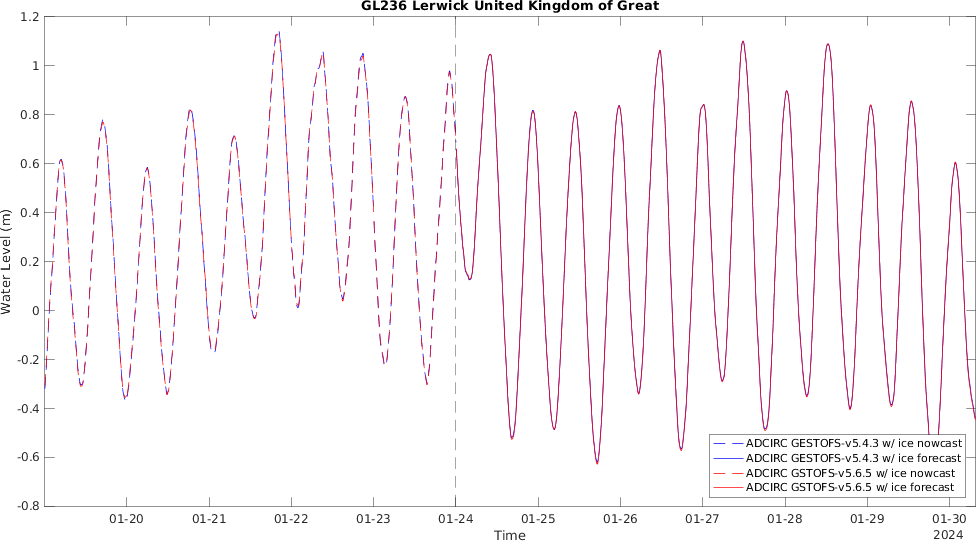 GL236 Lerwick United Kingdom of Great
1.2
1
0.8
0.6
0.4
0.2
0
-0.2
-0.4
-0.6
-0.8
Water Level (m)
ADCIRC GESTOFS-v5.4.3 w/ ice nowcast
ADCIRC GESTOFS-v5.4.3 w/ ice forecast
ADCIRC GSTOFS-v5.6.5 w/ ice nowcast
ADCIRC GSTOFS-v5.6.5 w/ ice forecast
01-20 01-21 01-22 01-23 01-24 01-25 01-26 01-27 01-28 01-29 01-30
Time
2024